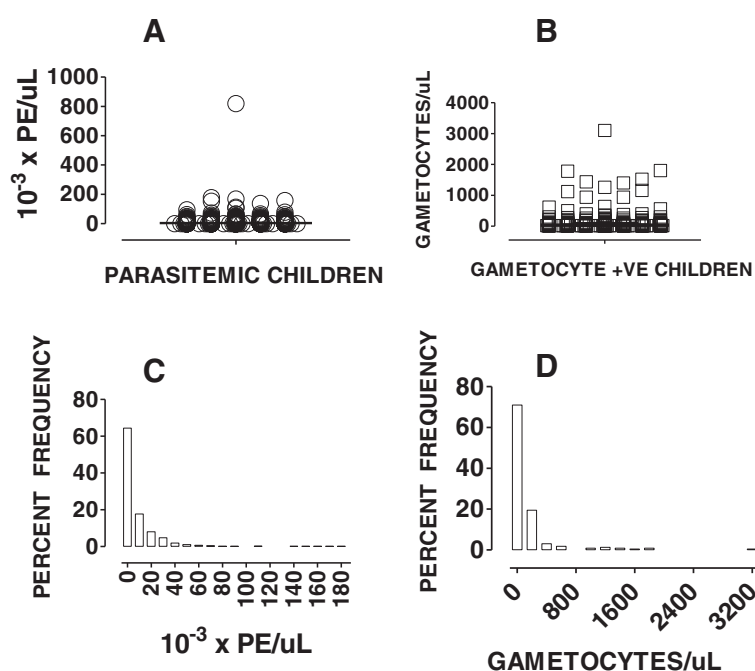 A
10⁻³ x PE/uL
1000
800
600
400
200
0
PARASITEMIC CHILDREN
B
GAMETOCYTES/uL
4000
3000
2000
1000
0
GAMETOCYTE +VE CHILDREN
C
PERCENT FREQUENCY
80
60
40
20
0
0 20 40 60 80 100 120 140 160 180
10⁻³ x PE/uL
D
PERCENT FREQUENCY
80
60
40
20
0
0 800 1600 2400 3200
GAMETOCYTES/uL